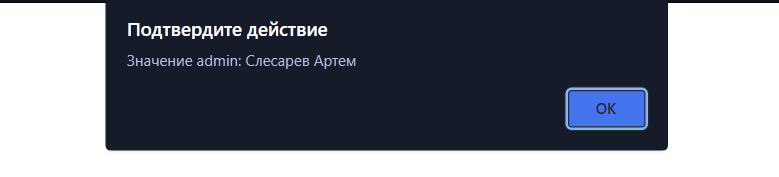 Подтвердите действие
Значение admin: Слесарев Артем
OK